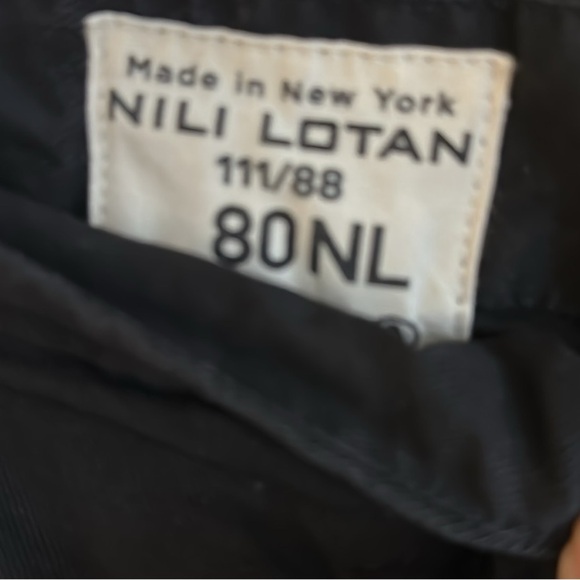 Made in New York
NILI LOTAN
111/88
80NL